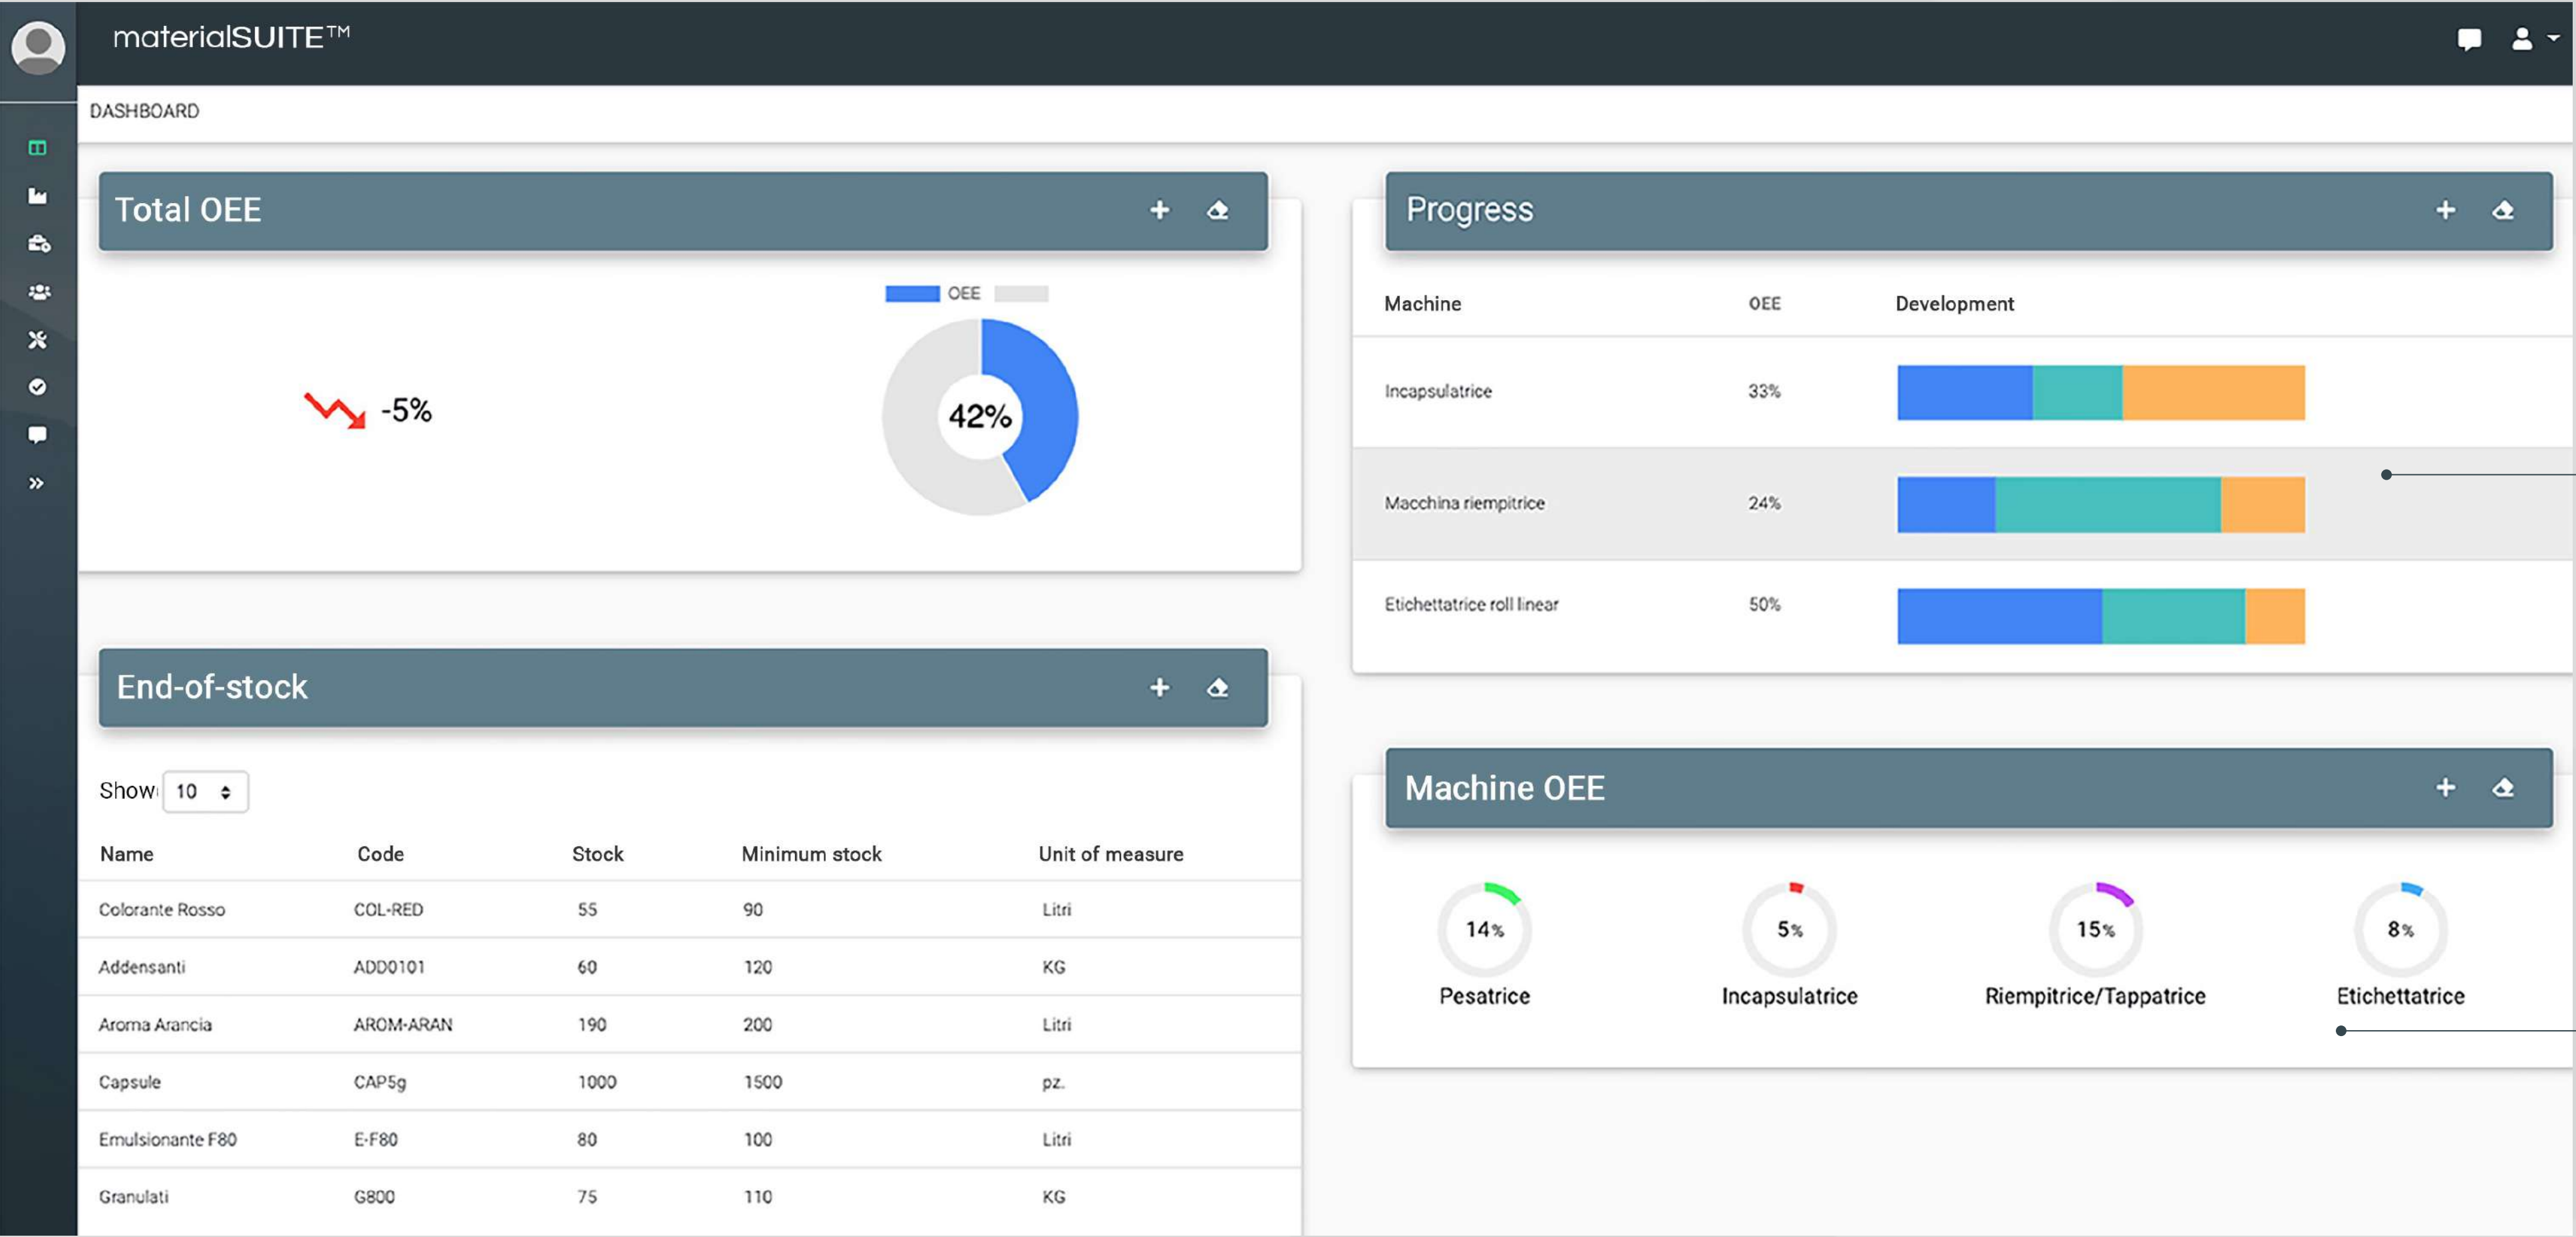 materialSUITE™
DASHBOARD
Total OEE
OEE
-5%
42%
Progress
Machine OEE Development
Incapsulatrice 33%
Macchina riempitrice 24%
Etichettatrice roll linear 50%
End-of-stock
Show 10
Name Code Stock Minimum stock Unit of measure
Colorante Rosso COL-RED 55 90 Litri
Addensanti ADD0101 60 120 KG
Aroma Arancia AROM-ARAN 190 200 Litri
Capsule CAP5g 1000 1500 pz.
Emulsionante F80 E-F80 80 100 Litri
Granulati G800 75 110 KG
Machine OEE
14% 5% 15% 8%
Pesatrice Incapsulatrice Riempitrice/Tappatrice Etichettatrice